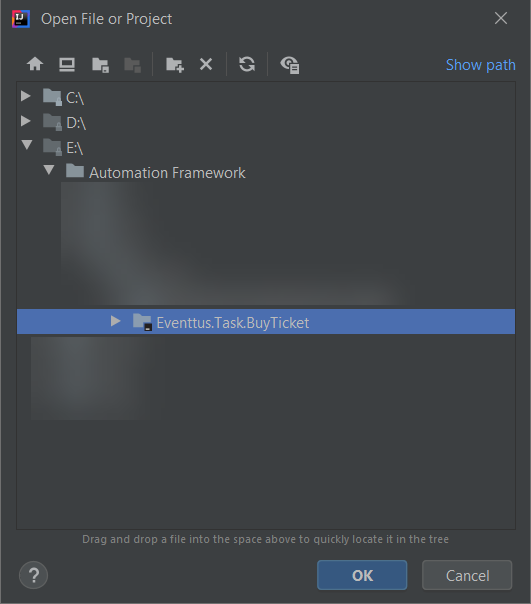 IJ
Open File or Project
Show path
C:\
D:\
E:\
Automation Framework
Eventtus.Task.BuyTicket
Drag and drop a file into the space above to quickly locate it in the tree
?
OK
Cancel